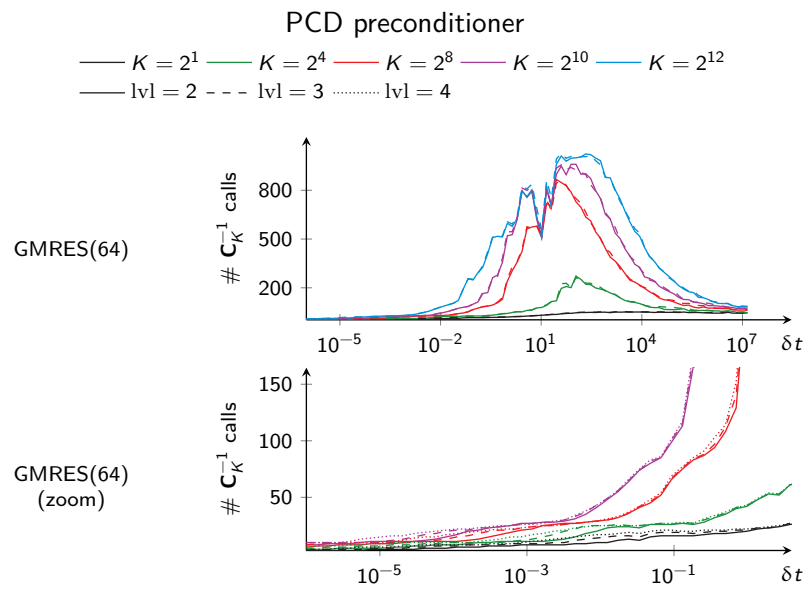 PCD preconditioner
K = 2^1 K = 2^4 K = 2^8 K = 2^10 K = 2^12
lvl = 2 lvl = 3 lvl = 4
GMRES(64)
# C_K^−1 calls
800
500
200
10^−5 10^−2 10^1 10^4 10^7 δt
GMRES(64)
(zoom)
# C_K^−1 calls
150
100
50
10^−5 10^−3 10^−1 δt